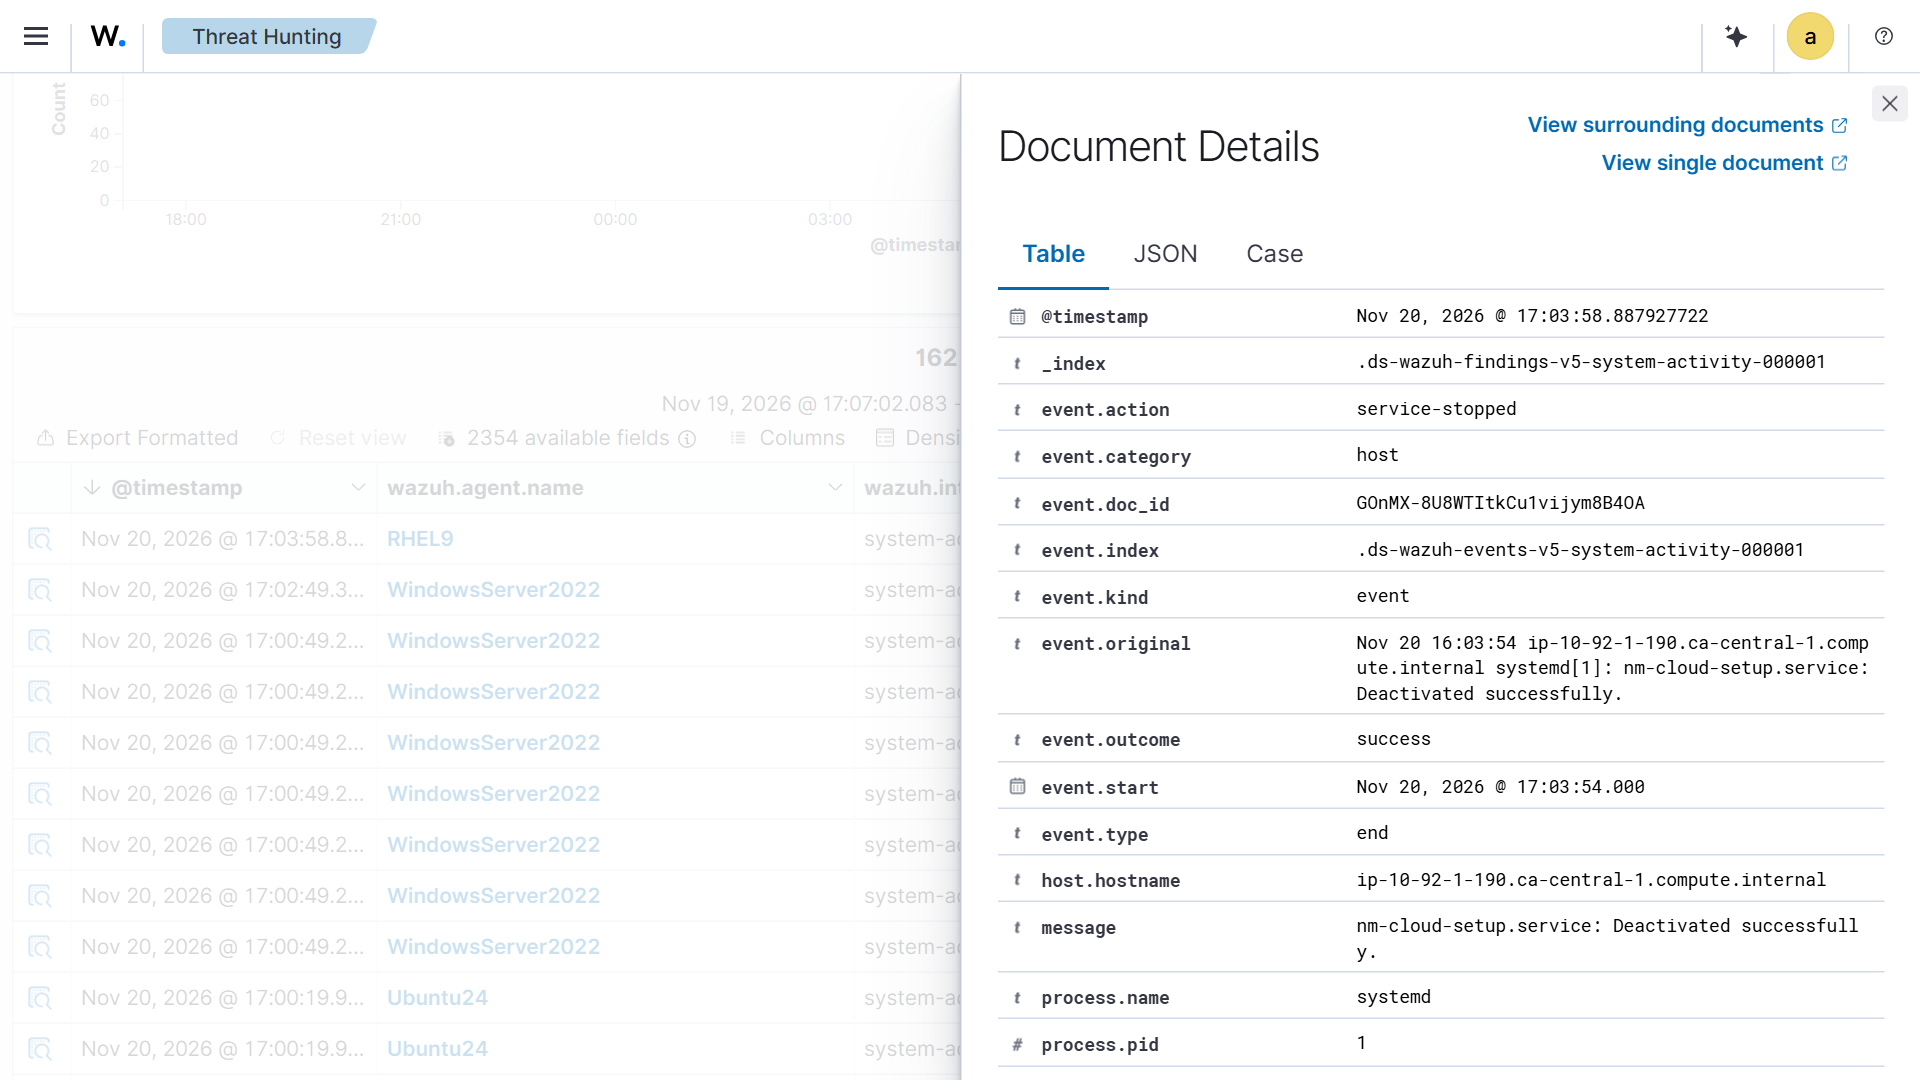 W.
Threat Hunting
a
Count
60
40
20
0
18:00
21:00
00:00
03:00
@timestam
162
Nov 19, 2026 @ 17:07:02.083 -
Export Formatted
Reset view
2354 available fields
Columns
Densi
@timestamp
wazuh.agent.name
wazuh.int
Nov 20, 2026 @ 17:03:58.8... RHEL9 system-ac
Nov 20, 2026 @ 17:02:49.3... WindowsServer2022 system-ac
Nov 20, 2026 @ 17:00:49.2... WindowsServer2022 system-ac
Nov 20, 2026 @ 17:00:49.2... WindowsServer2022 system-ac
Nov 20, 2026 @ 17:00:49.2... WindowsServer2022 system-ac
Nov 20, 2026 @ 17:00:49.2... WindowsServer2022 system-ac
Nov 20, 2026 @ 17:00:49.2... WindowsServer2022 system-ac
Nov 20, 2026 @ 17:00:49.2... WindowsServer2022 system-ac
Nov 20, 2026 @ 17:00:49.2... WindowsServer2022 system-ac
Nov 20, 2026 @ 17:00:19.9... Ubuntu24 system-ac
Nov 20, 2026 @ 17:00:19.9... Ubuntu24 system-ac
Document Details
View surrounding documents
View single document
Table
JSON
Case
@timestamp Nov 20, 2026 @ 17:03:58.887927722
t _index .ds-wazuh-findings-v5-system-activity-000001
t event.action service-stopped
t event.category host
t event.doc_id GOnMX-8U8WTItkCu1vijym8B4OA
t event.index .ds-wazuh-events-v5-system-activity-000001
t event.kind event
t event.original Nov 20 16:03:54 ip-10-92-1-190.ca-central-1.comp
ute.internal systemd[1]: nm-cloud-setup.service:
Deactivated successfully.
t event.outcome success
event.start Nov 20, 2026 @ 17:03:54.000
t event.type end
t host.hostname ip-10-92-1-190.ca-central-1.compute.internal
t message nm-cloud-setup.service: Deactivated successfull
y.
t process.name systemd
# process.pid 1